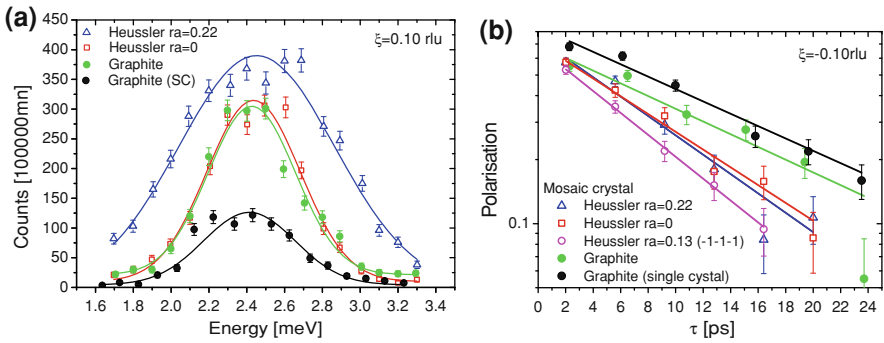 (a)
Heussler ra=0.22
Heussler ra=0
Graphite
Graphite (SC)
ξ=0.10 rlu
Counts [100000mn]
500
450
400
350
300
250
200
150
100
50
0
1.6 1.8 2.0 2.2 2.4 2.6 2.8 3.0 3.2 3.4
Energy [meV]
(b)
ξ=-0.10rlu
Polarisation
0.1
Mosaic crystal
Heussler ra=0.22
Heussler ra=0
Heussler ra=0.13 (-1-1-1)
Graphite
Graphite (single cystal)
0 2 4 6 8 10 12 14 16 18 20 22 24
τ [ps]